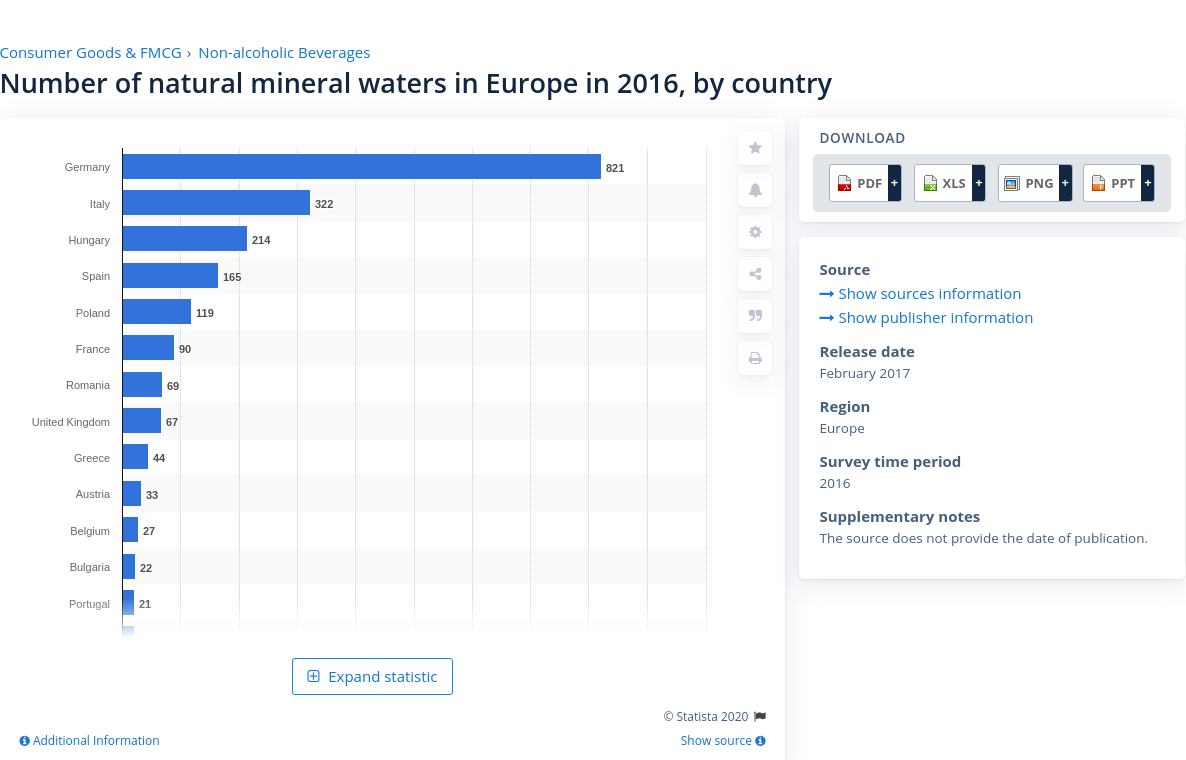 Consumer Goods & FMCG › Non-alcoholic Beverages
Number of natural mineral waters in Europe in 2016, by country
Germany 821
Italy 322
Hungary 214
Spain 165
Poland 119
France 90
Romania 69
United Kingdom 67
Greece 44
Austria 33
Belgium 27
Bulgaria 22
Portugal 21
Expand statistic
© Statista 2020
Additional Information
Show source
DOWNLOAD
PDF + XLS + PNG + PPT +
Source
Show sources information
Show publisher information
Release date
February 2017
Region
Europe
Survey time period
2016
Supplementary notes
The source does not provide the date of publication.